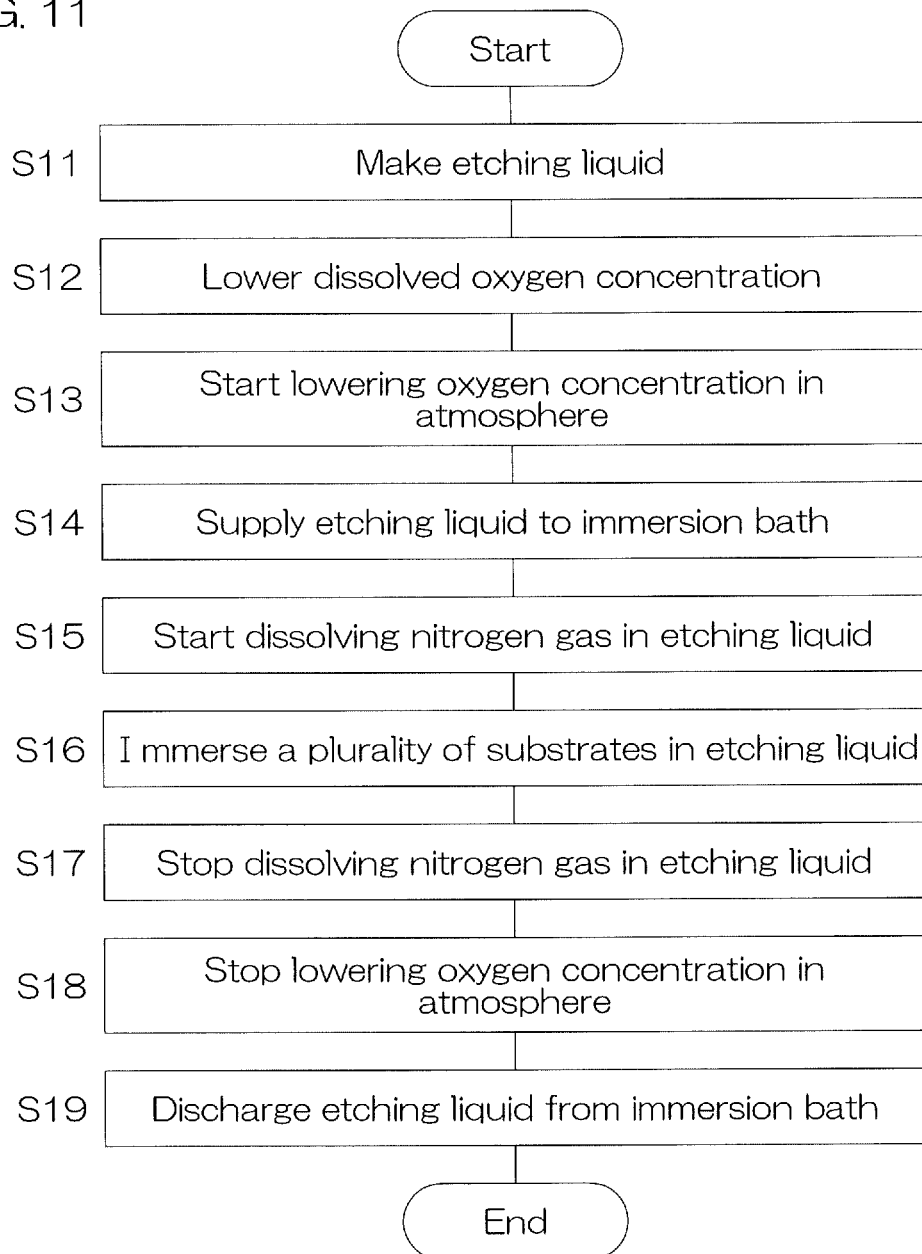 G. 11
Start
S11 Make etching liquid
S12 Lower dissolved oxygen concentration
S13 Start lowering oxygen concentration in
atmosphere
S14 Supply etching liquid to immersion bath
S15 Start dissolving nitrogen gas in etching liquid
S16 I mmerse a plurality of substrates in etching liquid
S17 Stop dissolving nitrogen gas in etching liquid
S18 Stop lowering oxygen concentration in
atmosphere
S19 Discharge etching liquid from immersion bath
End